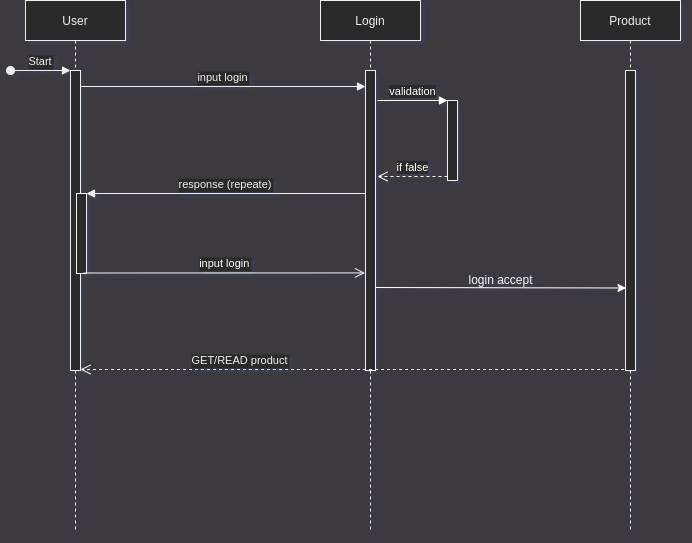 User
Login
Product
Start
input login
validation
if false
response (repeate)
input login
login accept
GET/READ product